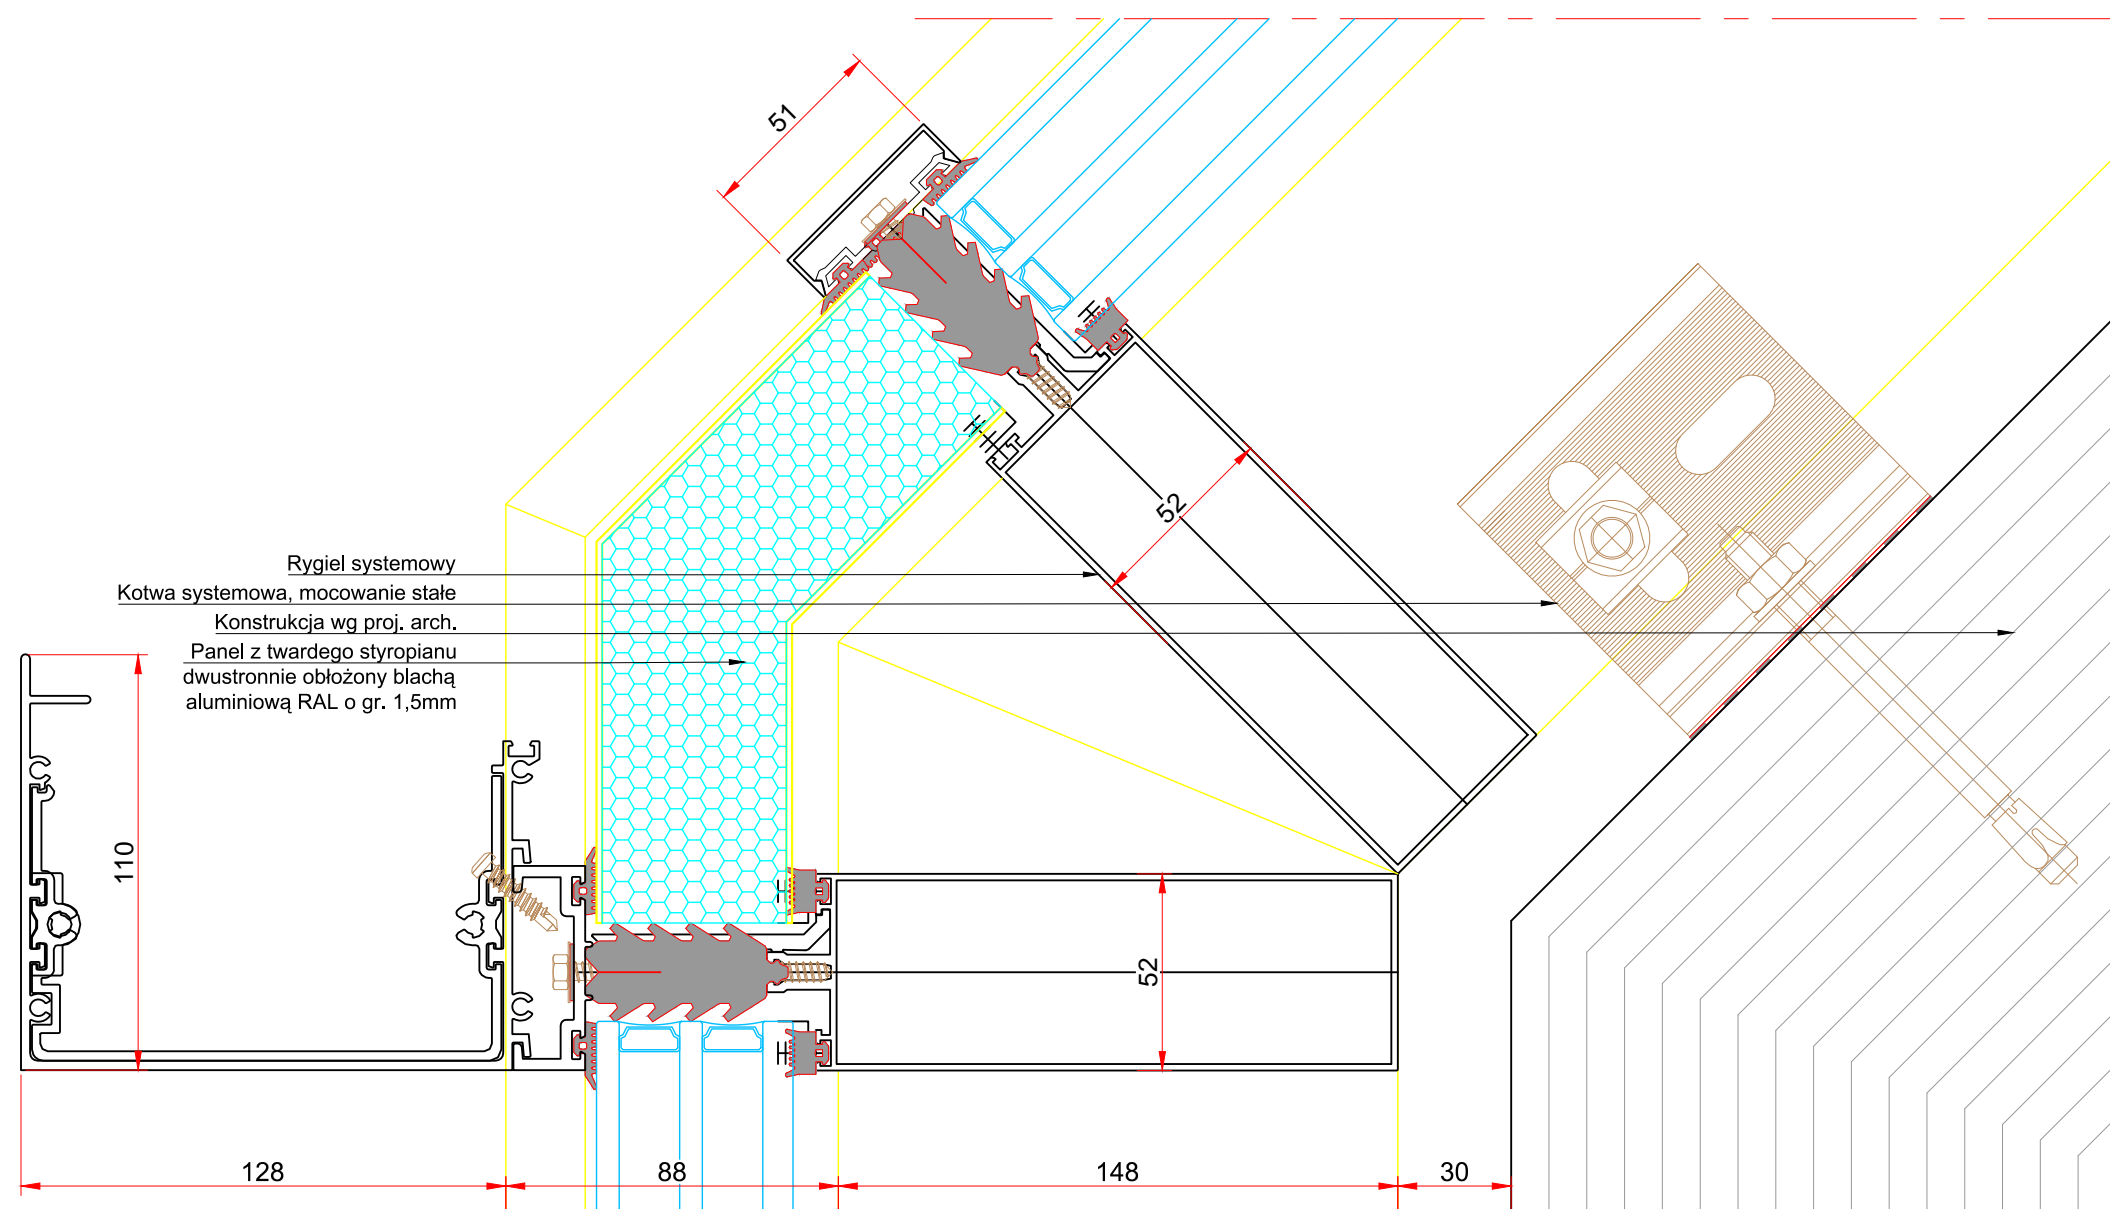 51
52
Rygiel systemowy
Kotwa systemowa, mocowanie stałe
Konstrukcja wg proj. arch.
Panel z twardego styropianu
dwustronnie obłożony blachą
aluminiową RAL o gr. 1,5mm
110
52
128
88
148
30